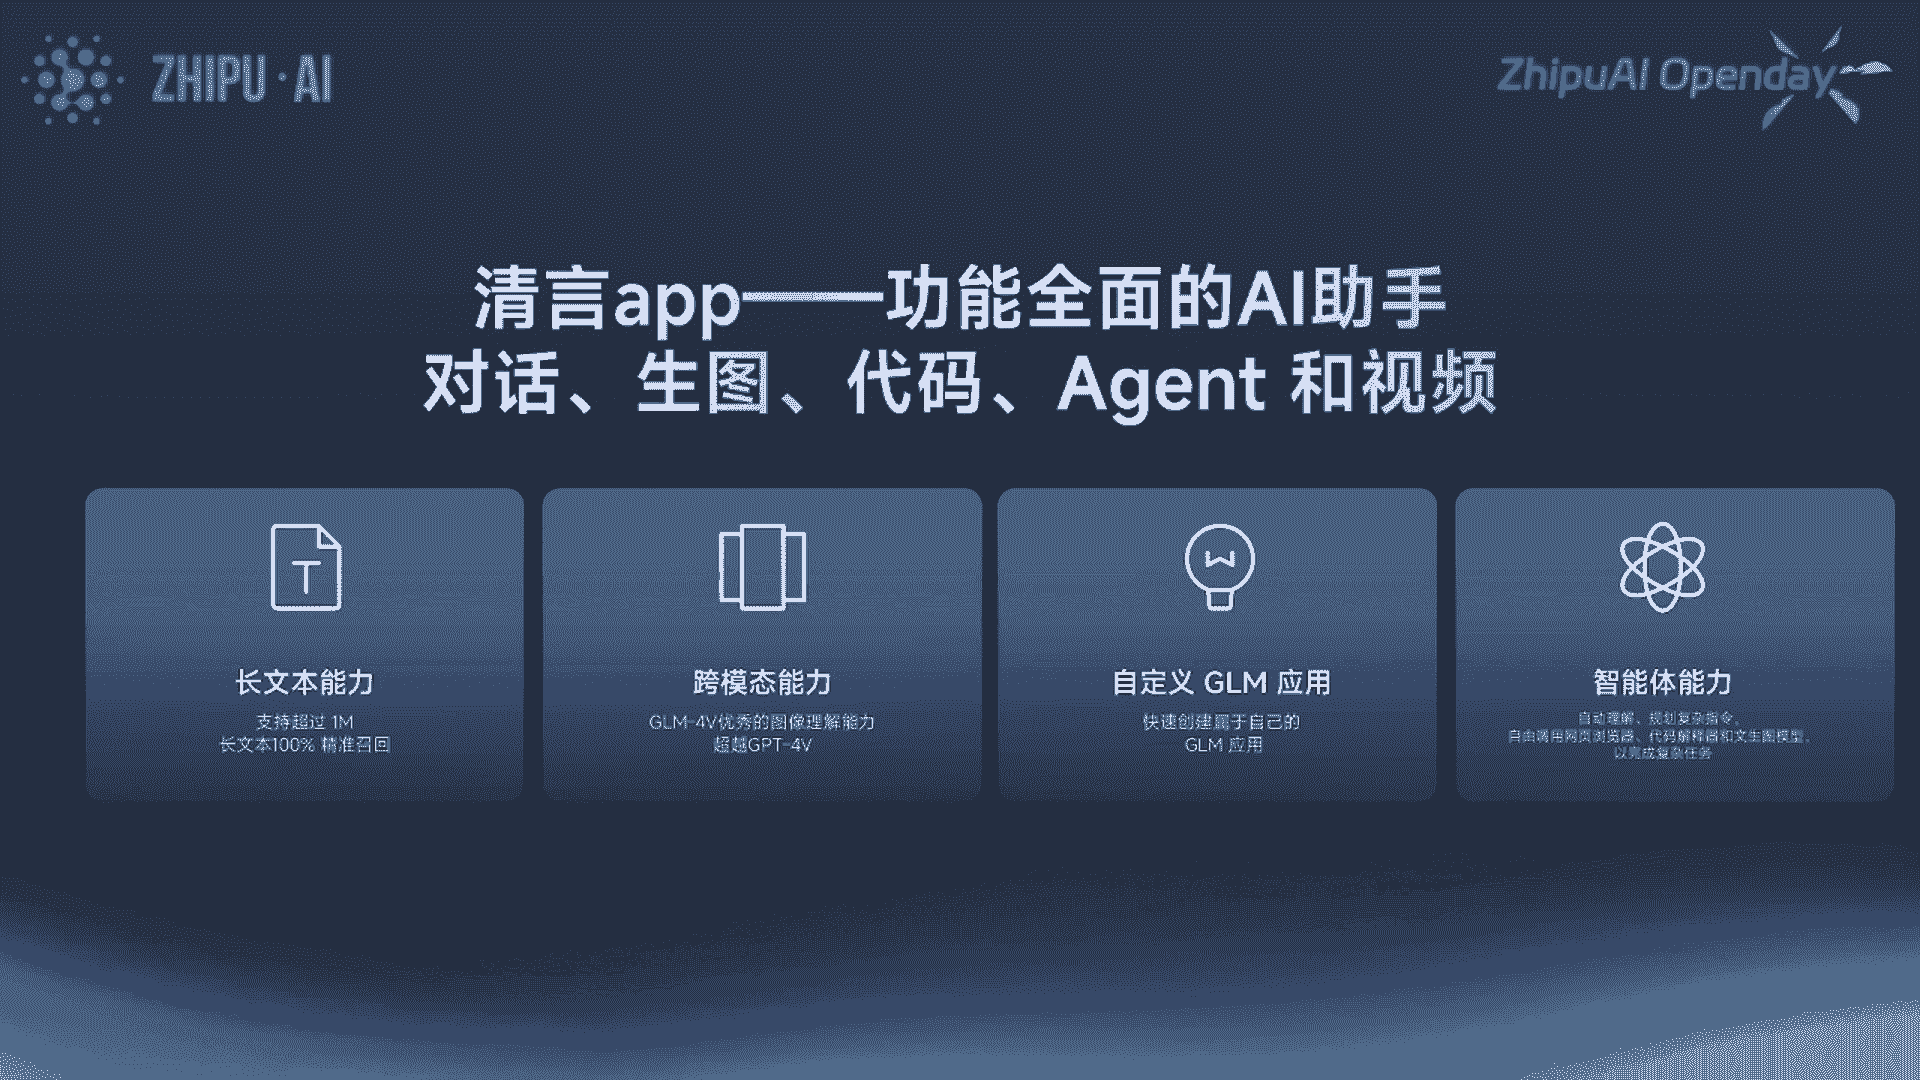 ZHIPU·AI
ZhipuAI Openday
清言app——功能全面的AI助手
对话、生图、代码、Agent 和视频
长文本能力
支持超过 1M
长文本100% 精准召回
跨模态能力
GLM-4V优秀的图像理解能力
超越GPT-4V
自定义 GLM 应用
快速创建属于自己的
GLM 应用
智能体能力
自动理解、规划复杂指令,
自由调用网页浏览器、代码解释器和文生图模型,
以完成复杂任务